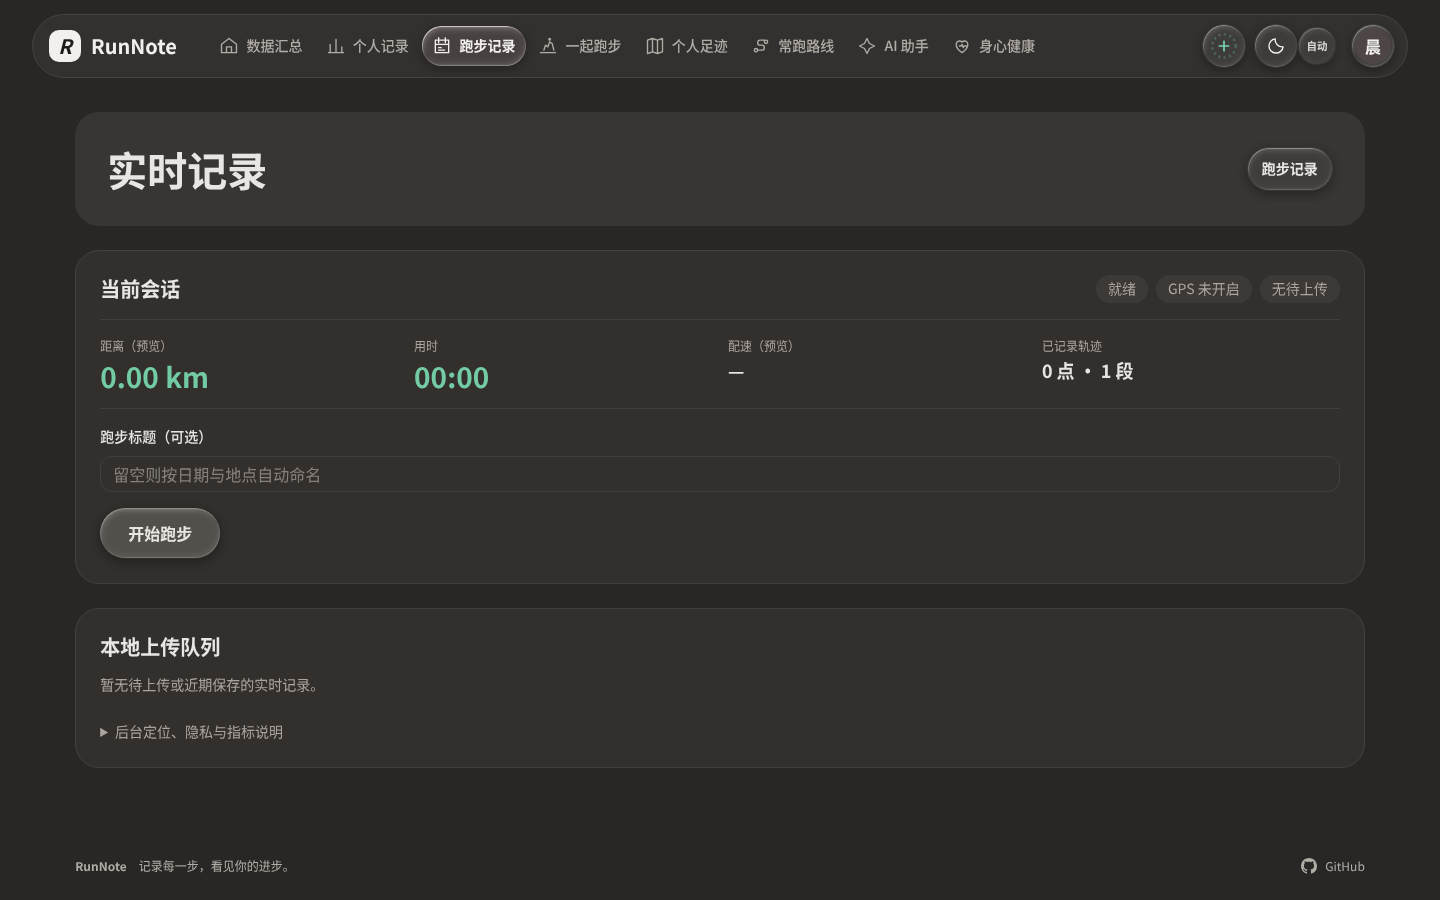 R RunNote 数据汇总 个人记录 跑步记录 一起跑步 个人足迹 常跑路线 AI 助手 身心健康 自动 晨
实时记录 跑步记录
当前会话 就绪 GPS 未开启 无待上传
距离（预览） 用时 配速（预览） 已记录轨迹
0.00 km 00:00 — 0 点 · 1 段
跑步标题（可选）
留空则按日期与地点自动命名
开始跑步
本地上传队列
暂无待上传或近期保存的实时记录。
后台定位、隐私与指标说明
RunNote 记录每一步，看见你的进步。 GitHub